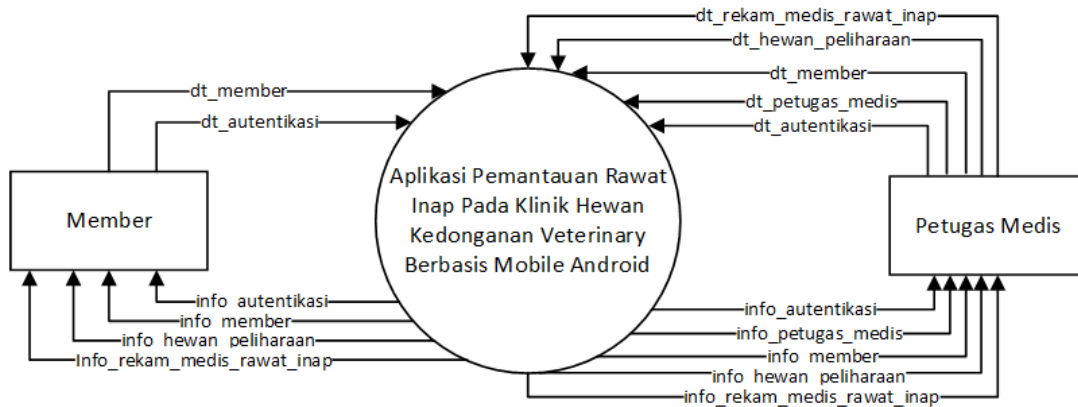 dt_rekam_medis_rawat_inap
dt_hewan_peliharaan
dt_member
dt_petugas_medis
dt_autentikasi
dt_member
dt_autentikasi
Member
Aplikasi Pemantauan Rawat
Inap Pada Klinik Hewan
Kedonganan Veterinary
Berbasis Mobile Android
Petugas Medis
info_autentikasi
info_member
info_hewan_peliharaan
Info_rekam_medis_rawat_inap
info_autentikasi
info_petugas_medis
info_member
info_hewan_peliharaan
info_rekam_medis_rawat_inap